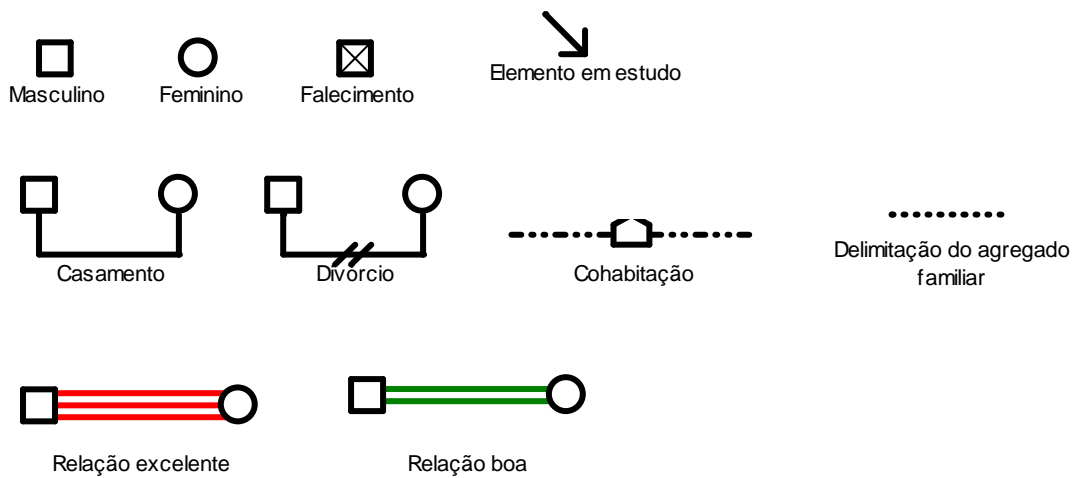 Masculino
Feminino
Falecimento
Elemento em estudo
Casamento
Divórcio
Cohabitação
Delimitação do agregado
familiar
Relação excelente
Relação boa